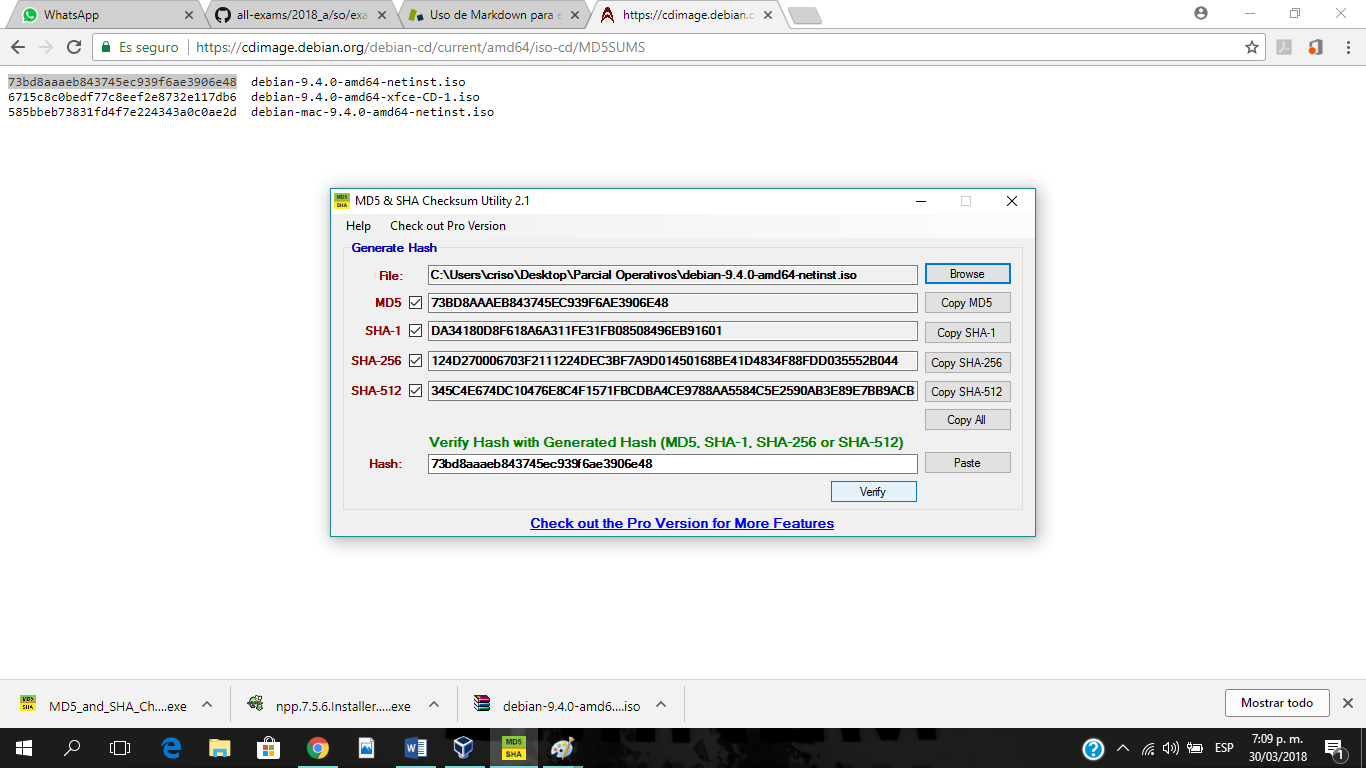 WhatsApp
all-exams/2018_a/so/exa
Uso de Markdown para e
https://cdimage.debian.o
Es seguro
https://cdimage.debian.org/debian-cd/current/amd64/iso-cd/MD5SUMS
73bd8aaaeb843745ec939f6ae3906e48 debian-9.4.0-amd64-netinst.iso
6715c8c0bedf77c8eef2e8732e117db6 debian-9.4.0-amd64-xfce-CD-1.iso
585bbeb73831fd4f7e224343a0c0ae2d debian-mac-9.4.0-amd64-netinst.iso
MD5 SHA
MD5 & SHA Checksum Utility 2.1
Help Check out Pro Version
Generate Hash
File: C:\Users\criso\Desktop\Parcial Operativos\debian-9.4.0-amd64-netinst.iso Browse
MD5 73BD8AAAEB843745EC939F6AE3906E48 Copy MD5
SHA-1 DA34180D8F618A6A311FE31FB08508496EB91601 Copy SHA-1
SHA-256 124D270006703F2111224DEC3BF7A9D01450168BE41D4834F88FDD035552B044 Copy SHA-256
SHA-512 345C4E674DC10476E8C4F1571FBCDBA4CE9788AA5584C5E2590AB3E89E7BB9ACB Copy SHA-512
Copy All
Verify Hash with Generated Hash (MD5, SHA-1, SHA-256 or SHA-512)
Hash: 73bd8aaaeb843745ec939f6ae3906e48 Paste
Verify
Check out the Pro Version for More Features
MD5 SHA
MD5_and_SHA_Ch....exe
npp.7.5.6.Installer.....exe
debian-9.4.0-amd6....iso
Mostrar todo
MD5 SHA
ESP
7:09 p. m.
30/03/2018
1